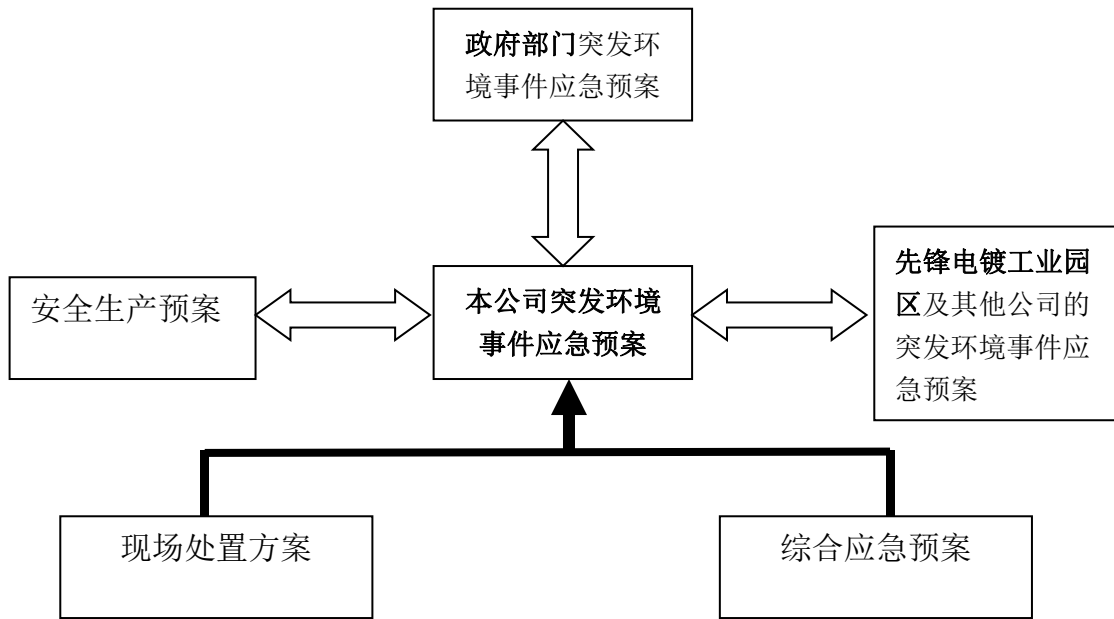 政府部门突发环
境事件应急预案
安全生产预案
本公司突发环境
事件应急预案
先锋电镀工业园
区及其他公司的
突发环境事件应
急预案
现场处置方案
综合应急预案